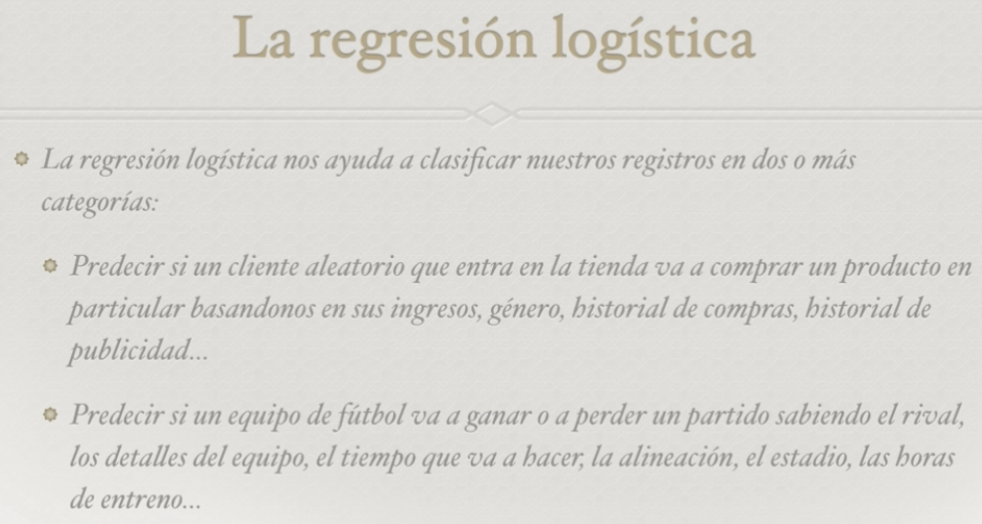 La regresión logística
La regresión logística nos ayuda a clasificar nuestros registros en dos o más
categorías:
Predecir si un cliente aleatorio que entra en la tienda va a comprar un producto en
particular basandonos en sus ingresos, género, historial de compras, historial de
publicidad...
Predecir si un equipo de fútbol va a ganar o a perder un partido sabiendo el rival,
los detalles del equipo, el tiempo que va a hacer, la alineación, el estadio, las horas
de entreno...